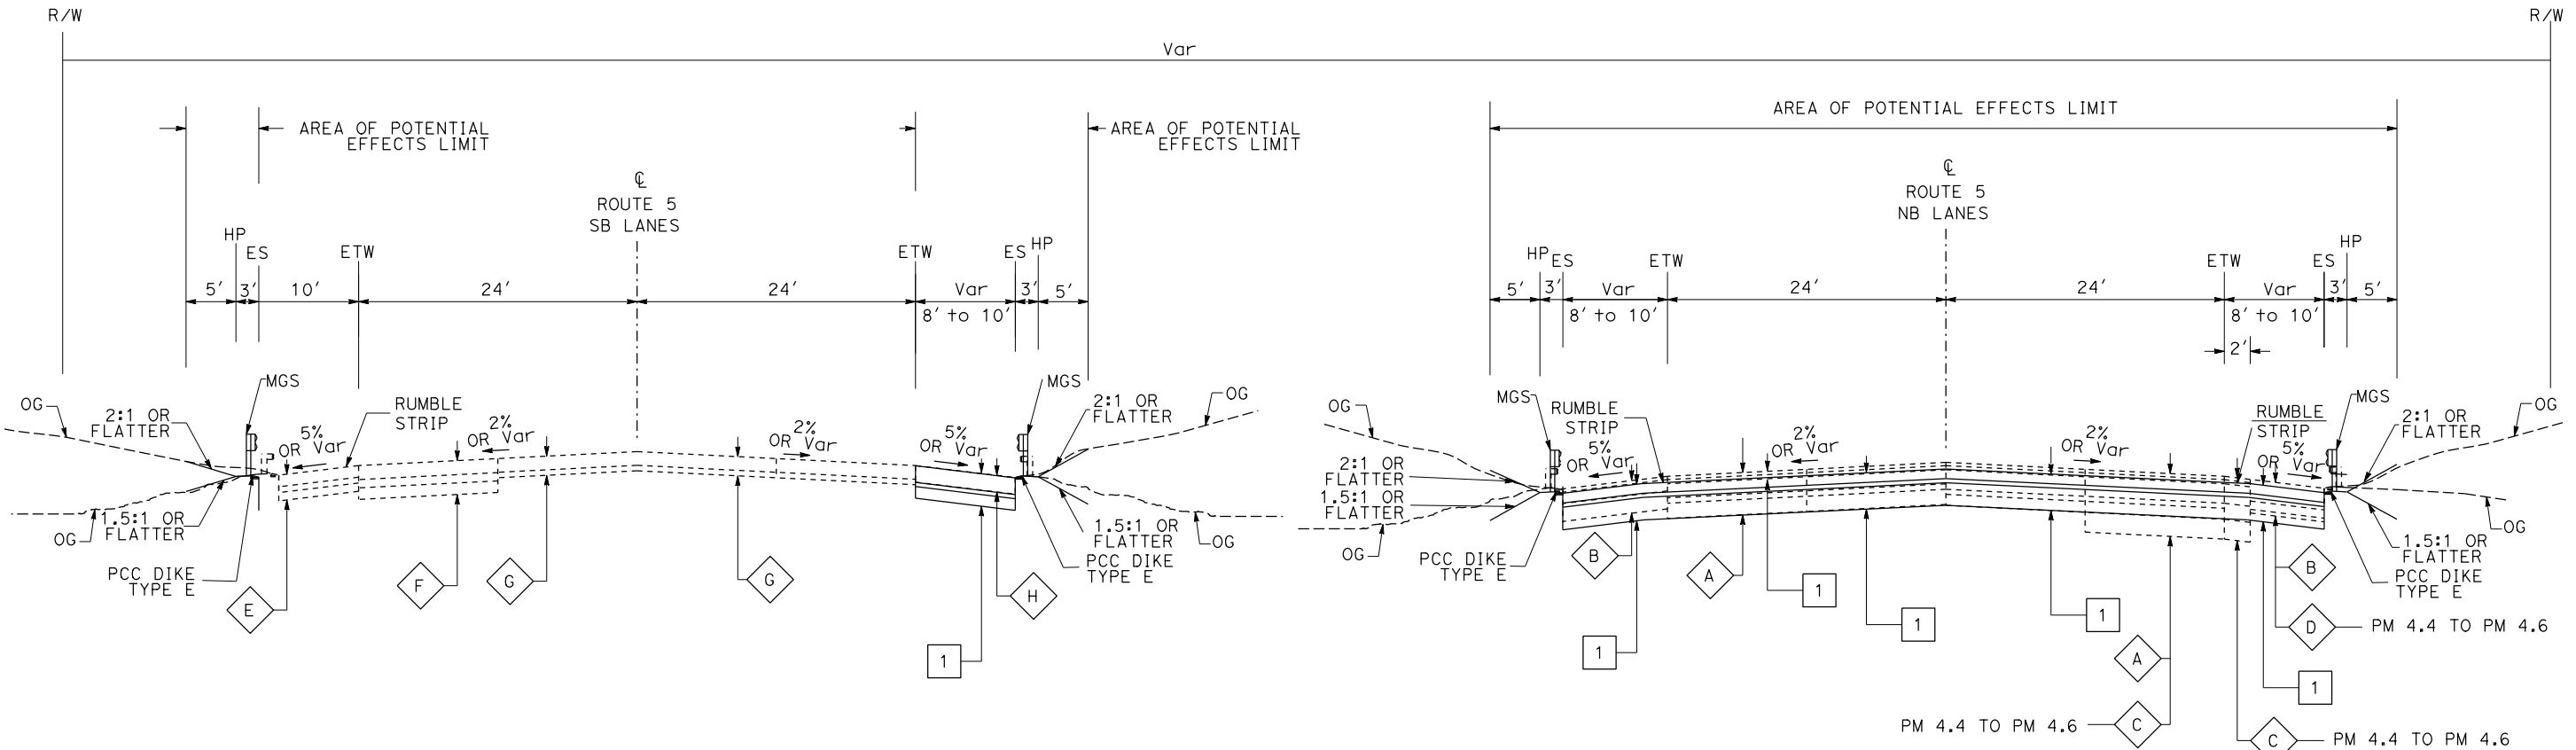 R/W
R/W
Var
AREA OF POTENTIAL
EFFECTS LIMIT
AREA OF POTENTIAL
EFFECTS LIMIT
AREA OF POTENTIAL EFFECTS LIMIT
℄
ROUTE 5
SB LANES
℄
ROUTE 5
NB LANES
HP
ES
ETW
ETW
ES
HP
HP
ES
ETW
ETW
ES
HP
5'
3'
10'
24'
24'
Var
8' to 10'
3'
5'
5'
3'
Var
8' to 10'
24'
24'
Var
8' to 10'
3'
5'
2'
OG
2:1 OR
FLATTER
MGS
5%
OR Var
RUMBLE
STRIP
2%
OR Var
2%
OR Var
5%
OR Var
MGS
2:1 OR
FLATTER
OG
OG
1.5:1 OR
FLATTER
PCC DIKE
TYPE E
E
F
G
G
1
H
1.5:1 OR
FLATTER
OG
PCC DIKE
TYPE E
OG
MGS
RUMBLE
STRIP
5%
OR Var
2:1 OR
FLATTER
1.5:1 OR
FLATTER
OG
PCC DIKE
TYPE E
2%
OR Var
2%
OR Var
RUMBLE
STRIP
5%
OR Var
MGS
2:1 OR
FLATTER
OG
OG
1.5:1 OR
FLATTER
PCC DIKE
TYPE E
B
A
1
1
1
1
B
D PM 4.4 TO PM 4.6
A
1
PM 4.4 TO PM 4.6 C
C PM 4.4 TO PM 4.6